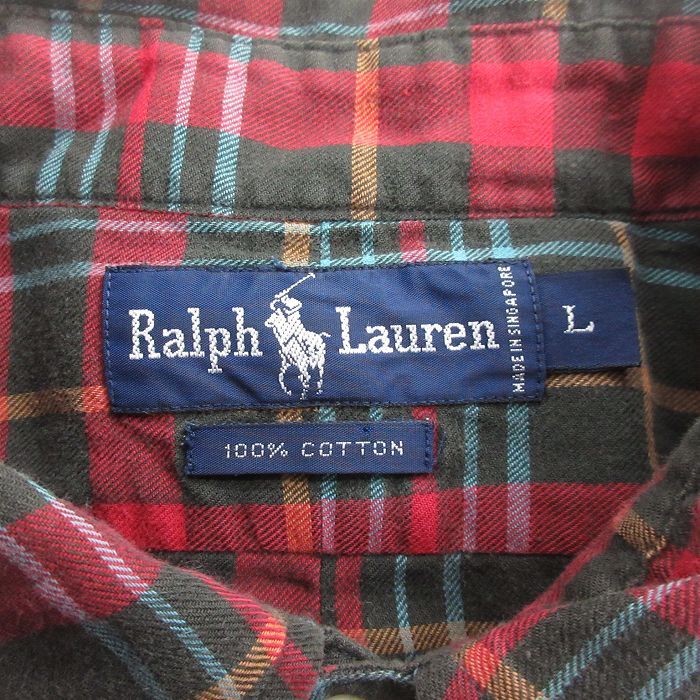 Ralph Lauren
MADE IN SINGAPORE
L
100% COTTON